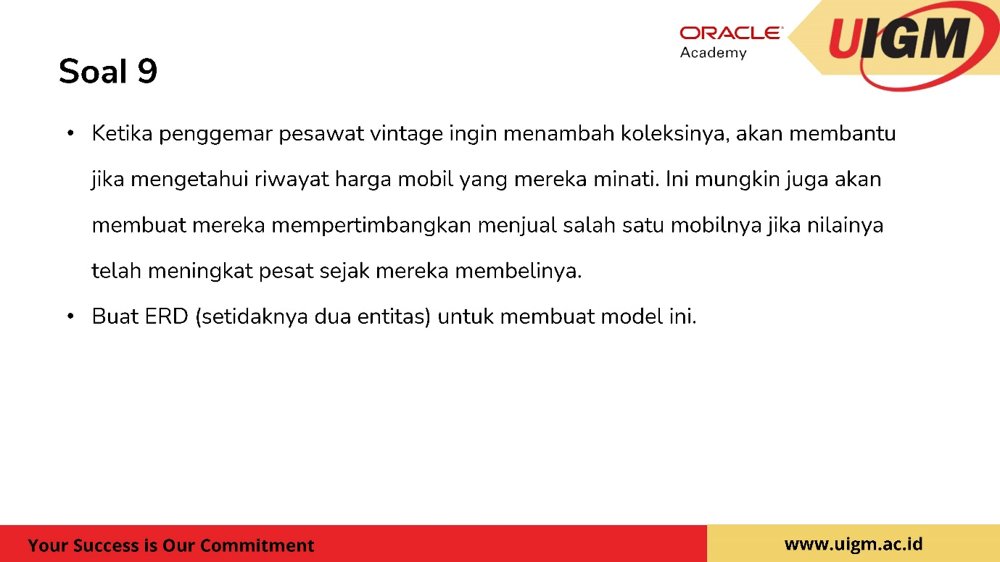 ORACLE
Academy
UIGM
Soal 9
• Ketika penggemar pesawat vintage ingin menambah koleksinya, akan membantu
jika mengetahui riwayat harga mobil yang mereka minati. Ini mungkin juga akan
membuat mereka mempertimbangkan menjual salah satu mobilnya jika nilainya
telah meningkat pesat sejak mereka membelinya.
• Buat ERD (setidaknya dua entitas) untuk membuat model ini.
Your Success is Our Commitment
www.uigm.ac.id